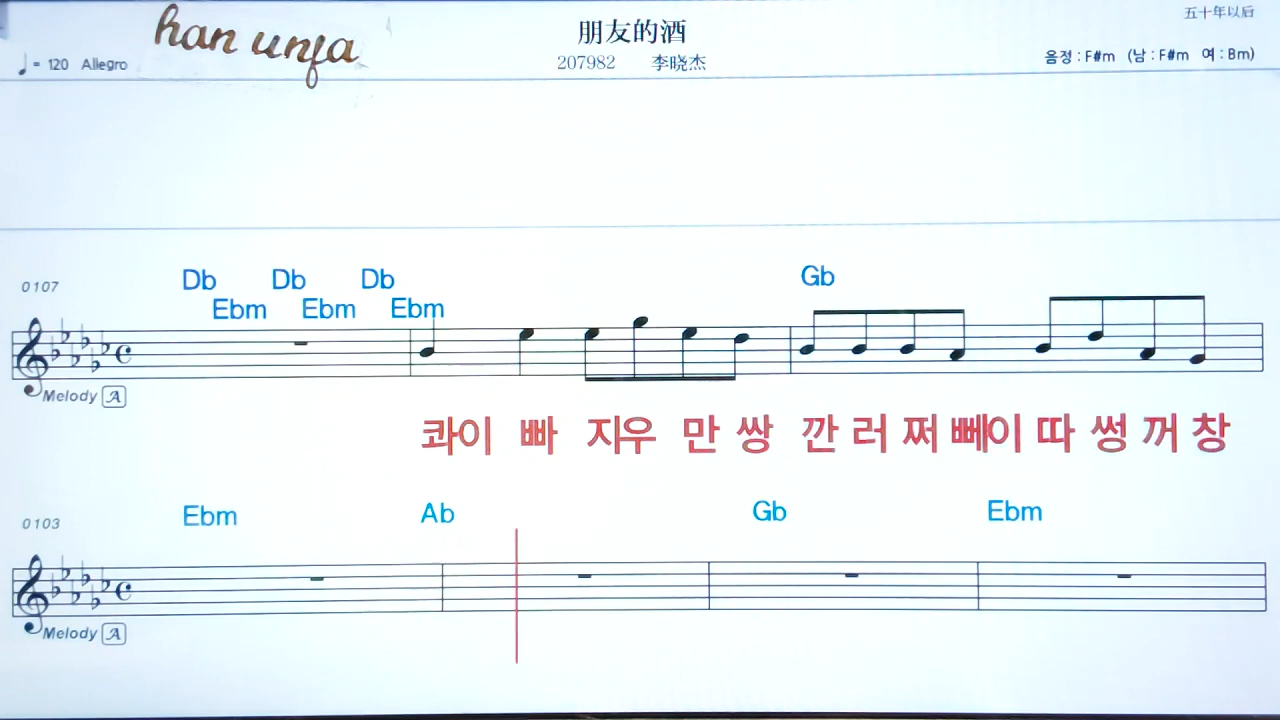 五十年以后
han unja
朋友的酒
♩= 120 Allegro
207982 李晓杰
음정 : F#m (남 : F#m 여 : Bm)
0107
Db Db Db Gb
Ebm Ebm Ebm
Melody A
콰이 빠 지우 만 쌍 깐 러 쩌 뻬이 따 썽 꺼 창
0103
Ebm Ab Gb Ebm
Melody A